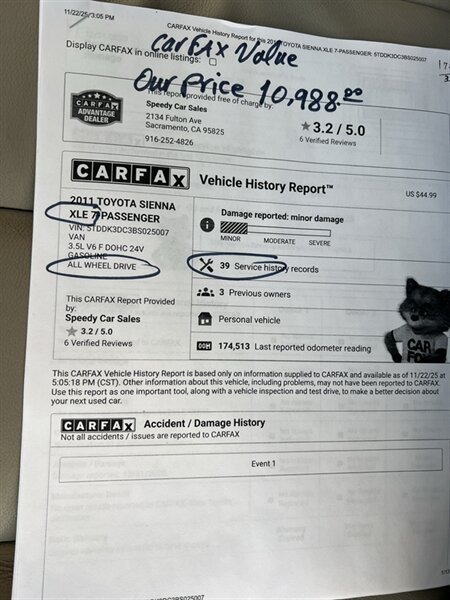 11/22/25, 3:05 PM
CARFAX Vehicle History Report for this 2011 TOYOTA SIENNA XLE 7-PASSENGER: 5TDDK3DC3BS025007
Display CARFAX in online listings:
CarFAX Value
Our Price 10,988.00
This report provided free of charge by:
CARFAX
ADVANTAGE
DEALER
Speedy Car Sales
2134 Fulton Ave
Sacramento, CA 95825
916-252-4826
3.2 / 5.0
6 Verified Reviews
CARFAX Vehicle History Report™
US $44.99
2011 TOYOTA SIENNA
XLE 7-PASSENGER
VIN: 5TDDK3DC3BS025007
VAN
3.5L V6 F DOHC 24V
GASOLINE
ALL WHEEL DRIVE
This CARFAX Report Provided
by:
Speedy Car Sales
3.2 / 5.0
6 Verified Reviews
Damage reported: minor damage
MINOR MODERATE SEVERE
39 Service history records
3 Previous owners
Personal vehicle
174,513 Last reported odometer reading
CAR
FOX
This CARFAX Vehicle History Report is based only on information supplied to CARFAX and available as of 11/22/25 at
5:05:18 PM (CST). Other information about this vehicle, including problems, may not have been reported to CARFAX.
Use this report as one important tool, along with a vehicle inspection and test drive, to make a better decision about
your next used car.
CARFAX Accident / Damage History
Not all accidents / issues are reported to CARFAX
Event 1